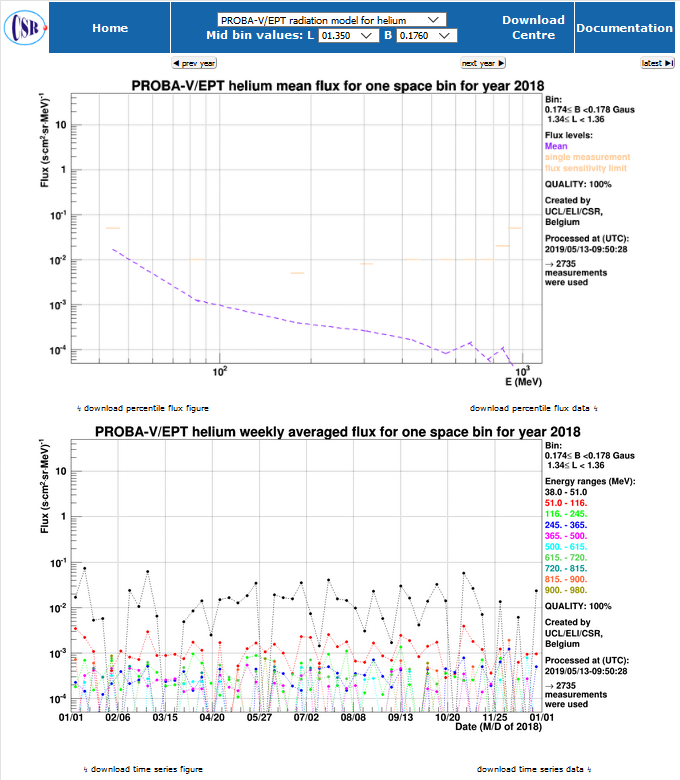 CSR
Home
PROBA-V/EPT radiation model for helium
Mid bin values: L 01.350 B 0.1760
Download
Centre
Documentation
◀ prev year
next year ▶
latest ▶|
PROBA-V/EPT helium mean flux for one space bin for year 2018
Flux (s·cm²·sr·MeV)⁻¹
10
1
10⁻¹
10⁻²
10⁻³
10⁻⁴
10²
10³
E (MeV)
Bin:
0.174≤ B <0.178 Gaus
1.34≤ L < 1.36
Flux levels:
Mean
single measurement
flux sensitivity limit
QUALITY: 100%
Created by
UCL/ELI/CSR,
Belgium
Processed at (UTC):
2019/05/13-09:50:28
→ 2735
measurements
were used
↯ download percentile flux figure
download percentile flux data ↯
PROBA-V/EPT helium weekly averaged flux for one space bin for year 2018
Flux (s·cm²·sr·MeV)⁻¹
10
1
10⁻¹
10⁻²
10⁻³
10⁻⁴
01/01 02/06 03/15 04/20 05/27 07/02 08/08 09/13 10/20 11/25 01/01
Date (M/D of 2018)
Bin:
0.174≤ B <0.178 Gaus
1.34≤ L < 1.36
Energy ranges (MeV):
38.0 - 51.0
51.0 - 116.
116. - 245.
245. - 365.
365. - 500.
500. - 615.
615. - 720.
720. - 815.
815. - 900.
900. - 980.
QUALITY: 100%
Created by
UCL/ELI/CSR,
Belgium
Processed at (UTC):
2019/05/13-09:50:28
→ 2735
measurements
were used
↯ download time series figure
download time series data ↯